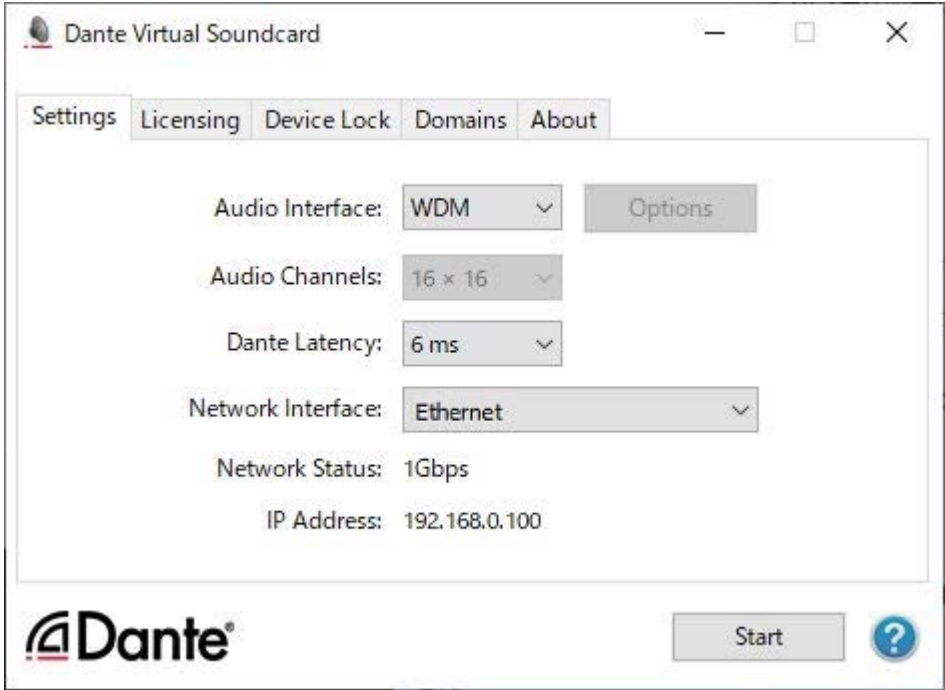 Dante Virtual Soundcard
Settings Licensing Device Lock Domains About
Audio Interface: WDM Options
Audio Channels: 16 × 16
Dante Latency: 6 ms
Network Interface: Ethernet
Network Status: 1Gbps
IP Address: 192.168.0.100
Dante® Start ?